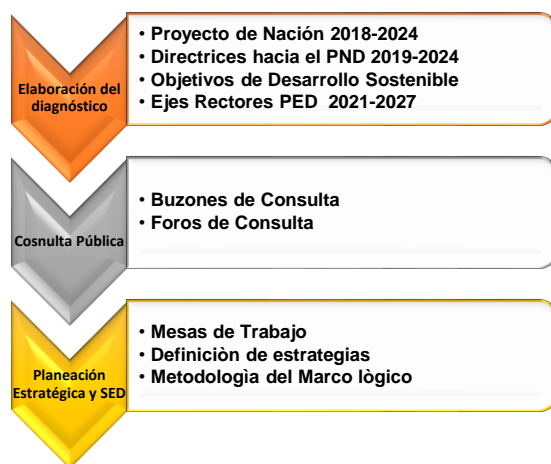 Elaboración del
diagnóstico
• Proyecto de Nación 2018-2024
• Directrices hacia el PND 2019-2024
• Objetivos de Desarrollo Sostenible
• Ejes Rectores PED 2021-2027
Cosnulta Pública
• Buzones de Consulta
• Foros de Consulta
Planeación
Estratégica y SED
• Mesas de Trabajo
• Definiciòn de estrategias
• Metodologìa del Marco lògico